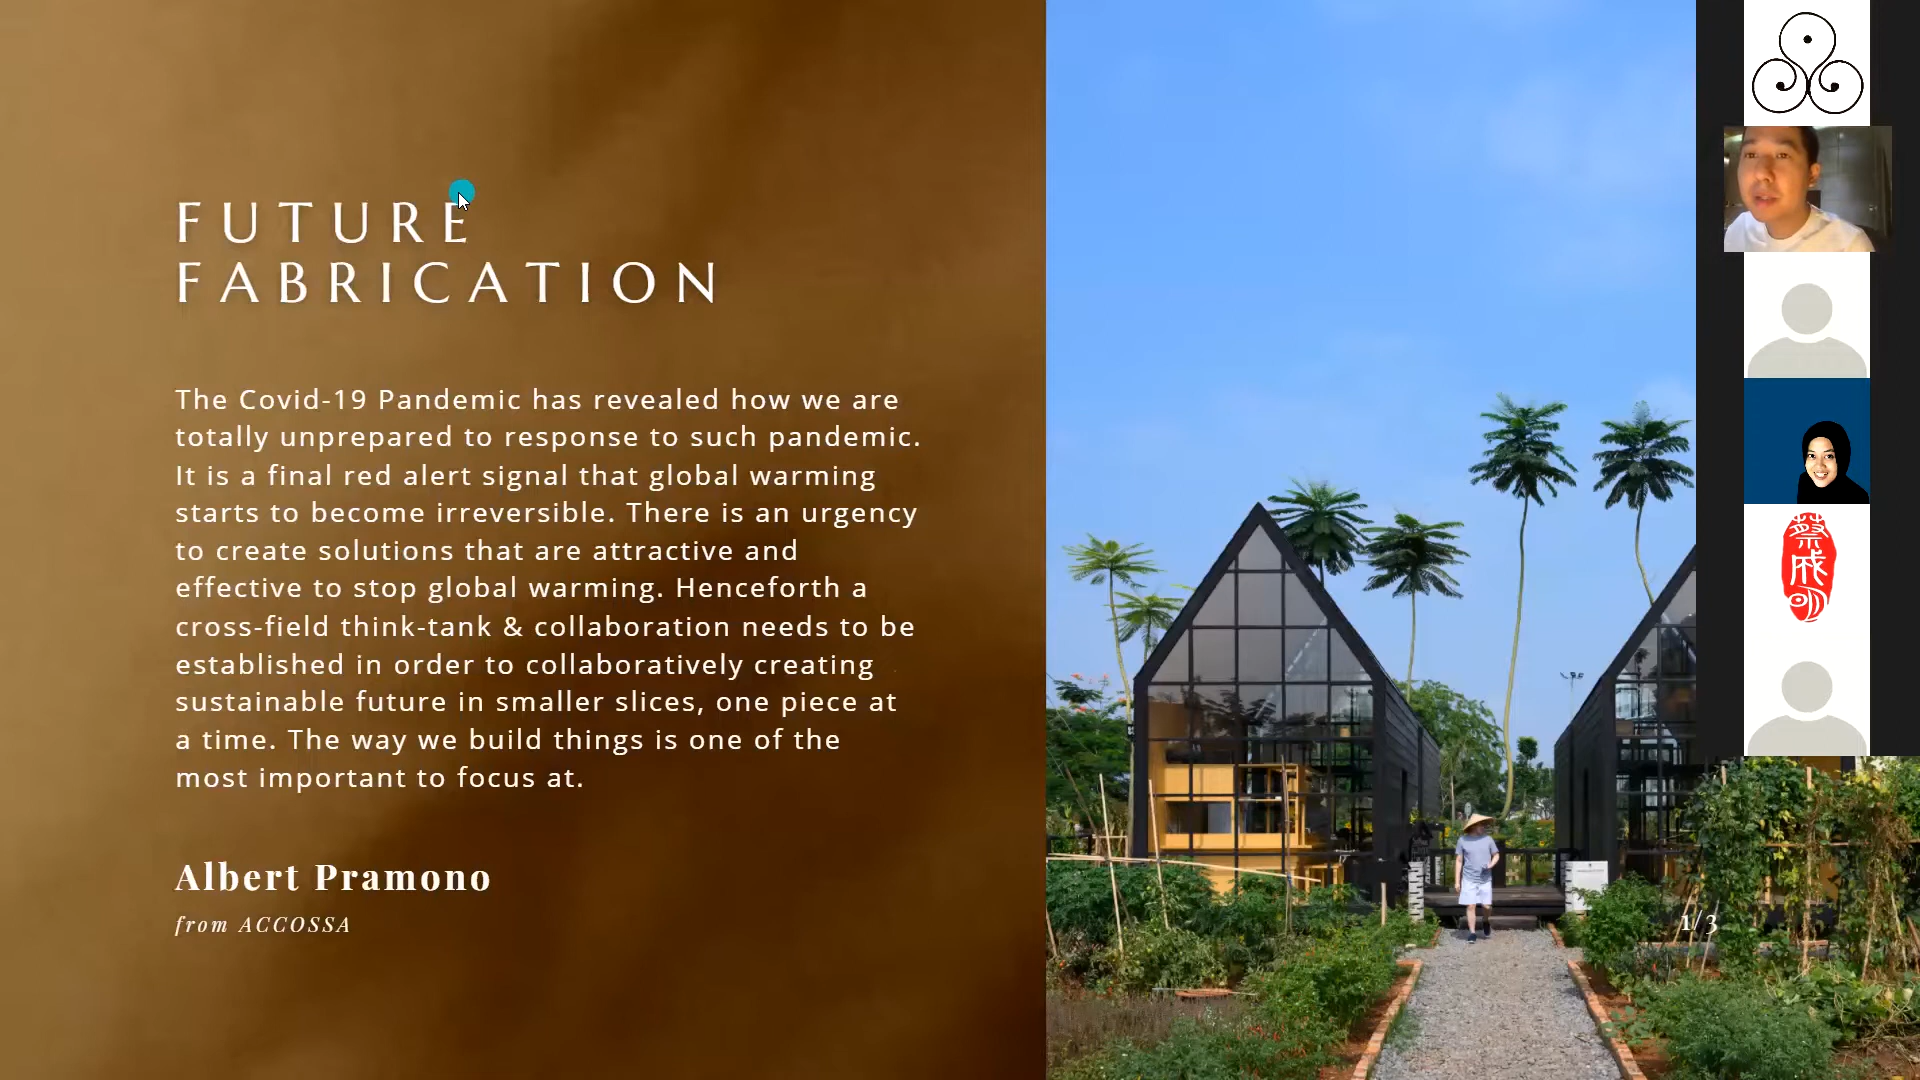 FUTURE
FABRICATION
The Covid-19 Pandemic has revealed how we are
totally unprepared to response to such pandemic.
It is a final red alert signal that global warming
starts to become irreversible. There is an urgency
to create solutions that are attractive and
effective to stop global warming. Henceforth a
cross-field think-tank & collaboration needs to be
established in order to collaboratively creating
sustainable future in smaller slices, one piece at
a time. The way we build things is one of the
most important to focus at.
Albert Pramono
from ACCOSSA
1/3